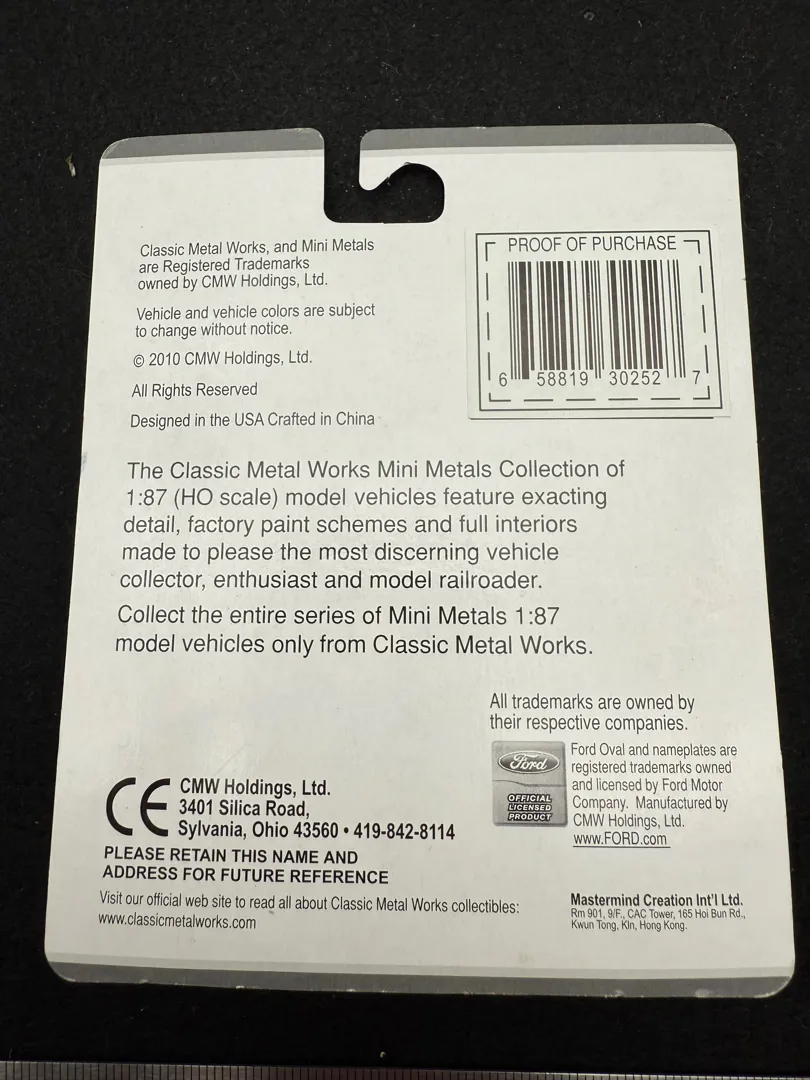 Classic Metal Works, and Mini Metals
are Registered Trademarks
owned by CMW Holdings, Ltd.
Vehicle and vehicle colors are subject
to change without notice.
© 2010 CMW Holdings, Ltd.
All Rights Reserved
Designed in the USA Crafted in China
PROOF OF PURCHASE
6 58819 30252 7
The Classic Metal Works Mini Metals Collection of
1:87 (HO scale) model vehicles feature exacting
detail, factory paint schemes and full interiors
made to please the most discerning vehicle
collector, enthusiast and model railroader.
Collect the entire series of Mini Metals 1:87
model vehicles only from Classic Metal Works.
All trademarks are owned by
their respective companies.
Ford
OFFICIAL
LICENSED
PRODUCT
Ford Oval and nameplates are
registered trademarks owned
and licensed by Ford Motor
Company. Manufactured by
CMW Holdings, Ltd.
www.FORD.com
CE
CMW Holdings, Ltd.
3401 Silica Road,
Sylvania, Ohio 43560 • 419-842-8114
PLEASE RETAIN THIS NAME AND
ADDRESS FOR FUTURE REFERENCE
Visit our official web site to read all about Classic Metal Works collectibles:
www.classicmetalworks.com
Mastermind Creation Int'l Ltd.
Rm 901, 9/F., CAC Tower, 165 Hoi Bun Rd.,
Kwun Tong, Kln, Hong Kong.